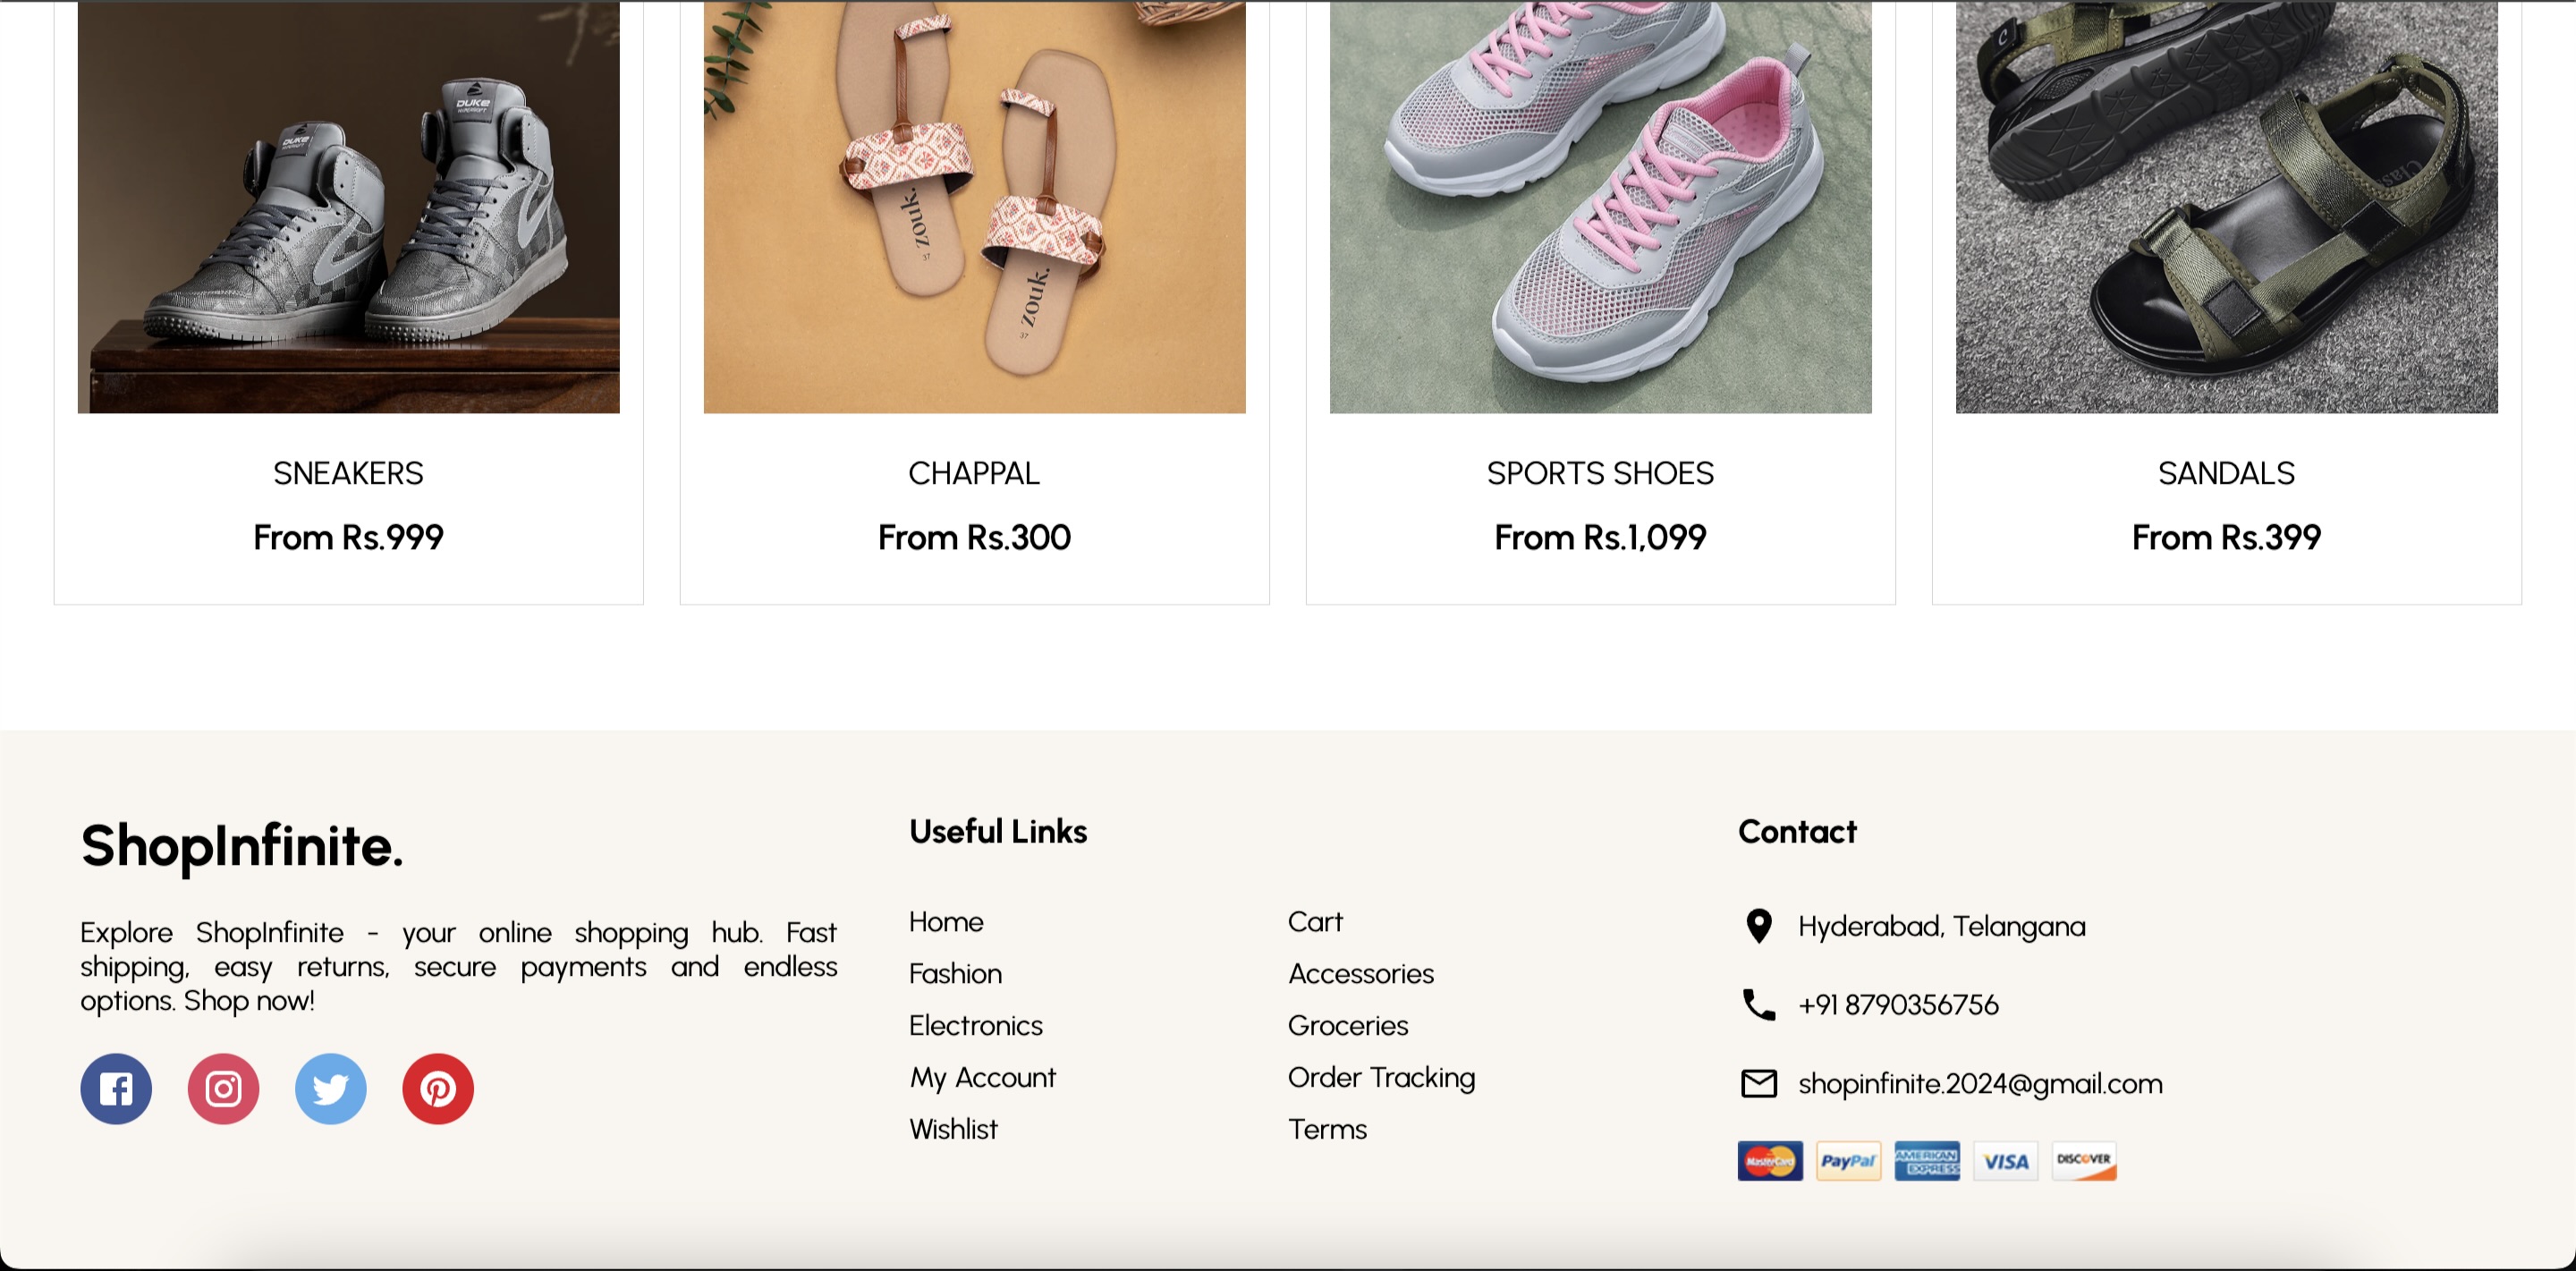 DUKE
DUKE
zouk.
37
zouk.
37
C
SNEAKERS
From Rs.999
CHAPPAL
From Rs.300
SPORTS SHOES
From Rs.1,099
SANDALS
From Rs.399
ShopInfinite.
Explore ShopInfinite - your online shopping hub. Fast
shipping, easy returns, secure payments and endless
options. Shop now!
Useful Links
Home
Fashion
Electronics
My Account
Wishlist
Cart
Accessories
Groceries
Order Tracking
Terms
Contact
Hyderabad, Telangana
+91 8790356756
shopinfinite.2024@gmail.com
MasterCard
PayPal
AMERICAN
EXPRESS
VISA
DISCOVER